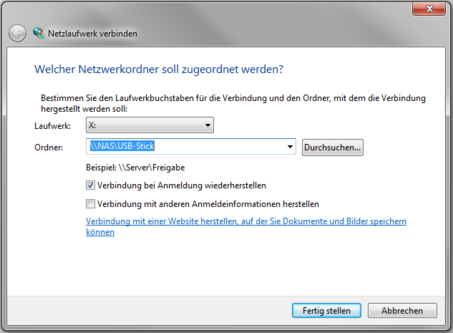 Netzlaufwerk verbinden
Welcher Netzwerkordner soll zugeordnet werden?
Bestimmen Sie den Laufwerkbuchstaben für die Verbindung und den Ordner, mit dem die Verbindung
hergestellt werden soll:
Laufwerk: X:
Ordner: \\NAS\USB-Stick Durchsuchen...
Beispiel: \\Server\Freigabe
Verbindung bei Anmeldung wiederherstellen
Verbindung mit anderen Anmeldeinformationen herstellen
Verbindung mit einer Website herstellen, auf der Sie Dokumente und Bilder speichern
können
Fertig stellen Abbrechen